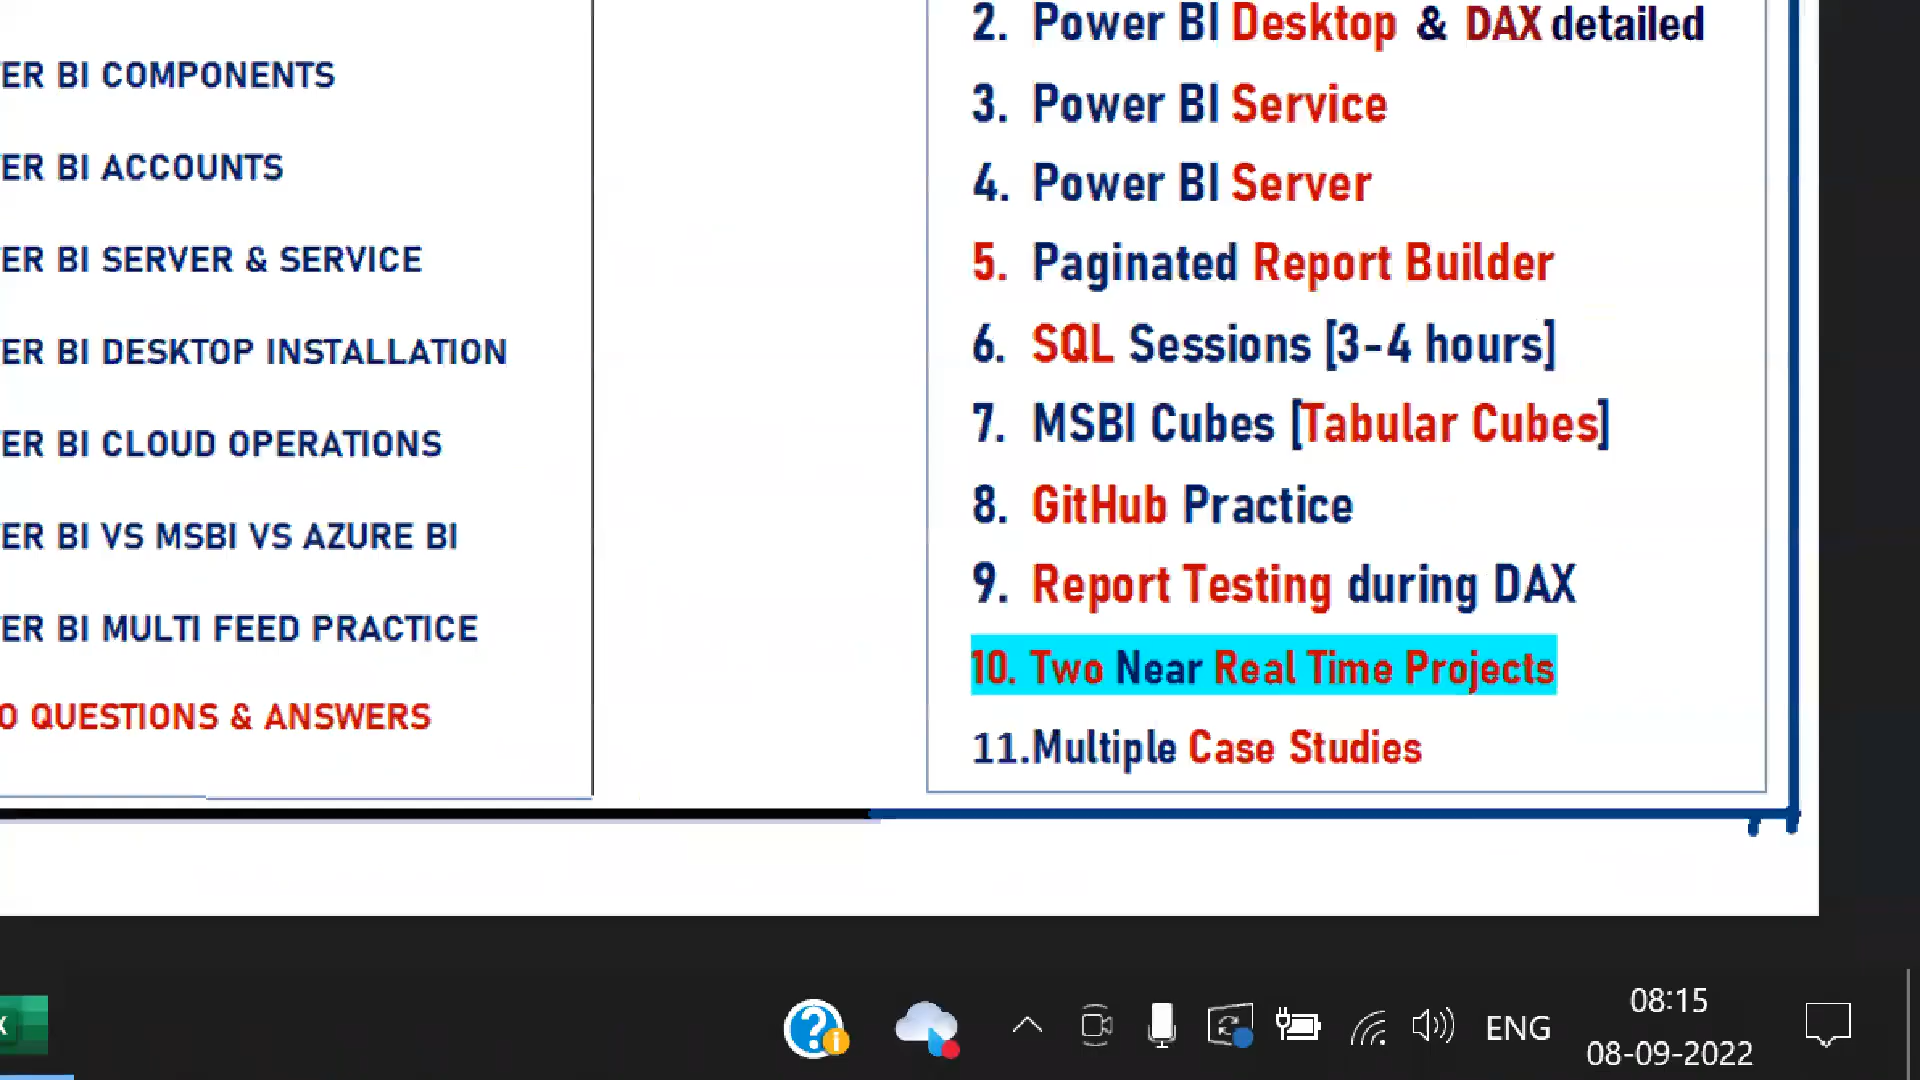 ER BI COMPONENTS
ER BI ACCOUNTS
ER BI SERVER & SERVICE
ER BI DESKTOP INSTALLATION
ER BI CLOUD OPERATIONS
ER BI VS MSBI VS AZURE BI
ER BI MULTI FEED PRACTICE
O QUESTIONS & ANSWERS
2. Power BI Desktop & DAX detailed
3. Power BI Service
4. Power BI Server
5. Paginated Report Builder
6. SQL Sessions [3-4 hours]
7. MSBI Cubes [Tabular Cubes]
8. GitHub Practice
9. Report Testing during DAX
10. Two Near Real Time Projects
11.Multiple Case Studies
ENG
08:15
08-09-2022